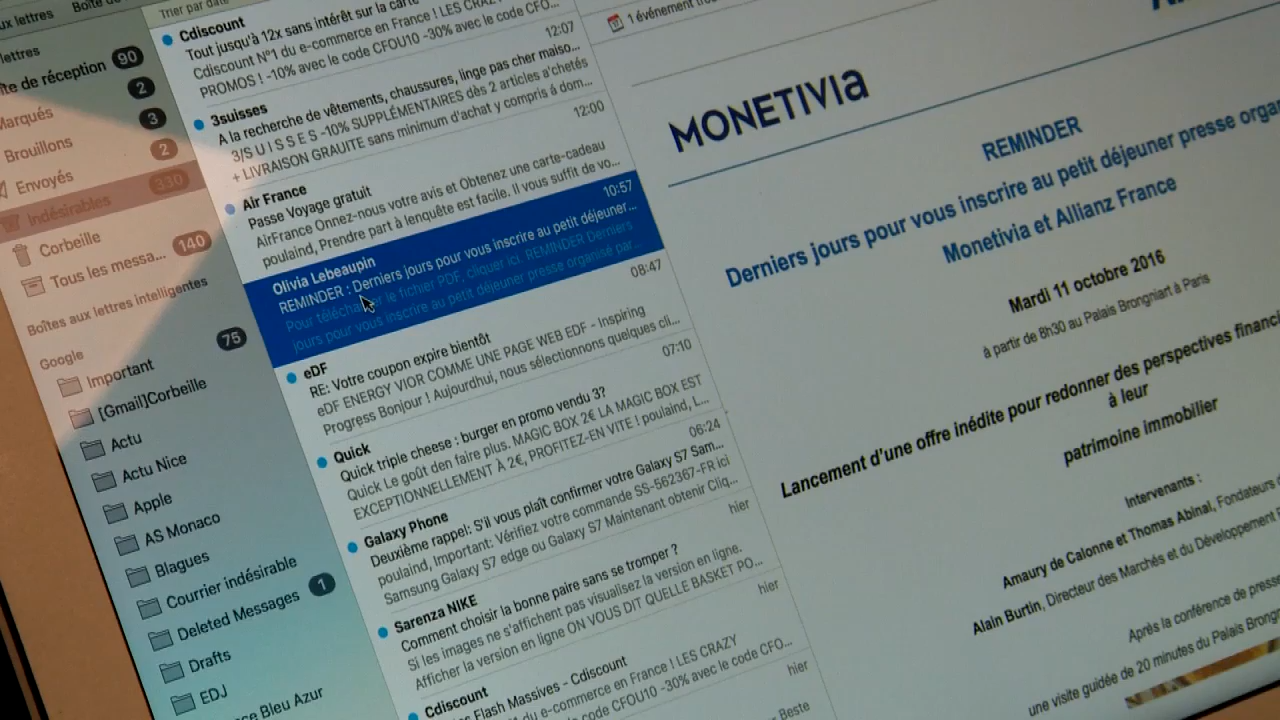 ux lettres
Boîte de
lettres
îte de réception 90
2
Marqués 3
Brouillons 2
Envoyés
Indésirables 330
Corbeille
Tous les messa... 140
Boîtes aux lettres intelligentes
Google 75
Important
[Gmail]Corbeille
Actu
Actu Nice
Apple
AS Monaco
Blagues
Courrier indésirable
Deleted Messages 1
Drafts
EDJ
Bleu Azur
Trier par date
Cdiscount
Tout jusqu'à 12x sans intérêt sur la carte
Cdiscount N°1 du e-commerce en France ! LES CRAZY
PROMOS ! -10% avec le code CFOU10 -30% avec le code CFO...
3suisses 12:07
A la recherche de vêtements, chaussures, linge pas cher maiso...
3/S U I S S E S -10% SUPPLÉMENTAIRES dès 2 articles a'chetés
+ LIVRAISON GRAUITE sans minimum d'achat y compris á dom...
Air France 12:00
Passe Voyage gratuit
AirFrance Onnez-nous votre avis et Obtenez une carte-cadeau
poulaind, Prendre part à lenquête est facile. Il vous suffit de vo...
Olivia Lebeaupin 10:57
REMINDER : Derniers jours pour vous inscrire au petit déjeuner...
Pour télécharger le fichier PDF, cliquer ici REMINDER Derniers
jours pour vous inscrire au petit déjeuner presse organisé par...
eDF 08:47
RE: Votre coupon expire bientôt
eDF ENERGY VIOR COMME UNE PAGE WEB EDF - Inspiring
Progress Bonjour ! Aujourdhui, nous sélectionnons quelques cli...
Quick 07:10
Quick triple cheese : burger en promo vendu 3?
Quick Le goût den faire plus. MAGIC BOX 2€ LA MAGIC BOX EST
EXCEPTIONNELLEMENT À 2€, PROFITEZ-EN VITE ! poulaind, L...
Galaxy Phone 06:24
Deuxième rappel: S'il vous plaît confirmer votre Galaxy S7 Sam...
poulaind, Important: Vérifiez votre commande SS-562367-FR ici
Samsung Galaxy S7 edge ou Galaxy S7 Maintenant obtenir Cliq...
Sarenza NIKE hier
Comment choisir la bonne paire sans se tromper ?
Si les images ne s'affichent pas visualisez la version en ligne.
Afficher la version en ligne ON VOUS DIT QUELLE BASKET PO...
Cdiscount hier
Flash Massives - Cdiscount
du e-commerce en France ! LES CRAZY
code CFOU10 -30% avec le code CFO...
hier
Beste
1 événement
MONETIVIa
REMINDER
Derniers jours pour vous inscrire au petit déjeuner presse orga
Monetivia et Allianz France
Mardi 11 octobre 2016
à partir de 8h30 au Palais Brongniart à Paris
Lancement d'une offre inédite pour redonner des perspectives financi
à leur
patrimoine immobilier
Intervenants :
Amaury de Calonne et Thomas Abinal, Fondateurs d
Alain Burtin, Directeur des Marchés et du Développement
Après la conférence de presse
une visite guidée de 20 minutes du Palais Brong